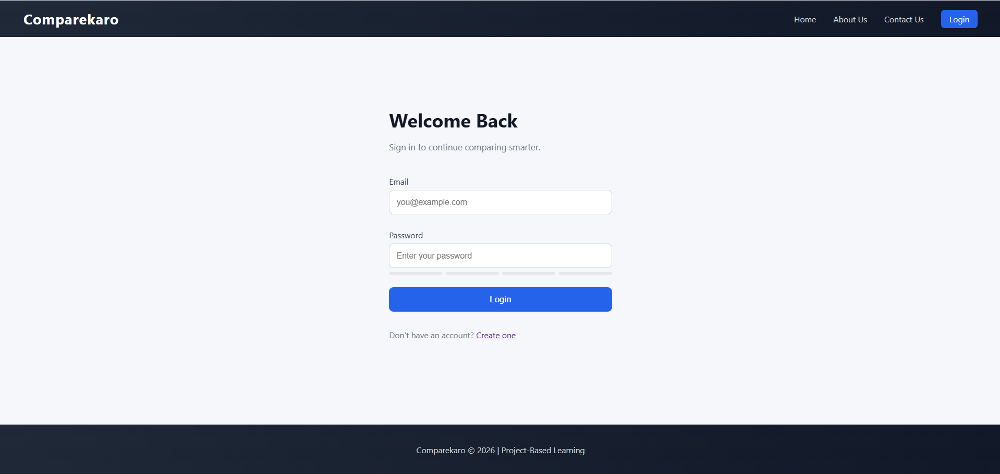 Comparekaro
Home About Us Contact Us Login
Welcome Back
Sign in to continue comparing smarter.
Email
you@example.com
Password
Enter your password
Login
Don't have an account? Create one
Comparekaro © 2026 | Project-Based Learning